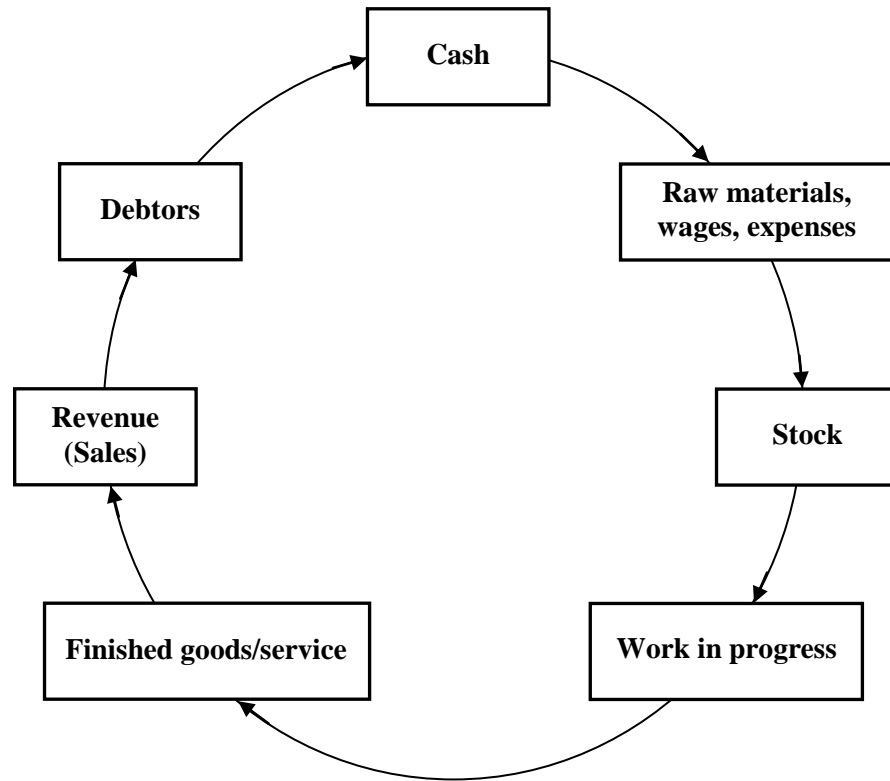 Cash
Raw materials,
wages, expenses
Stock
Work in progress
Finished goods/service
Revenue
(Sales)
Debtors